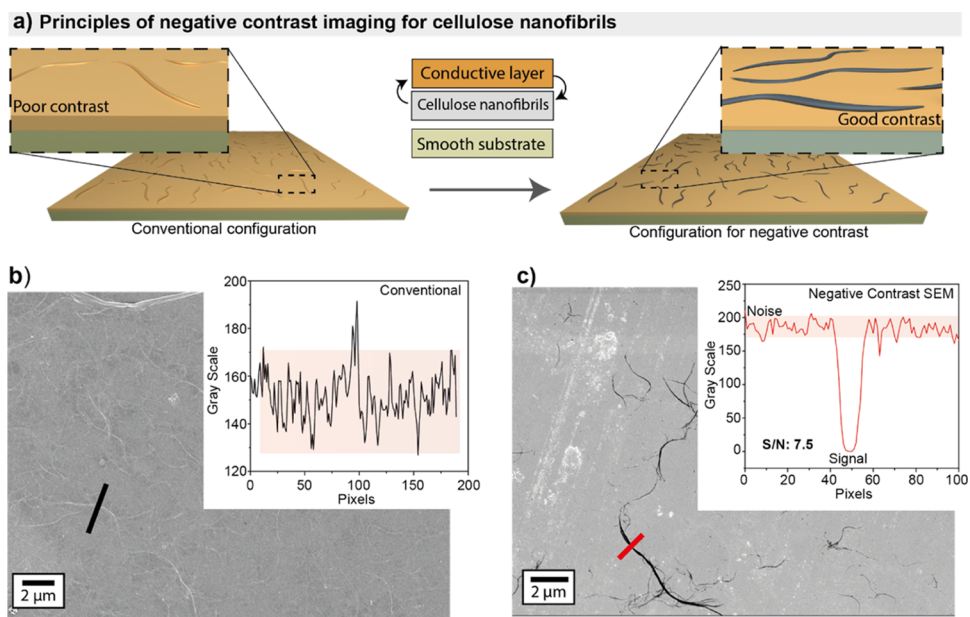 a) Principles of negative contrast imaging for cellulose nanofibrils
Poor contrast
Conductive layer
Cellulose nanofibrils
Smooth substrate
Good contrast
Conventional configuration
Configuration for negative contrast
b)
Conventional
200
180
160
140
120
Gray Scale
0
50
100
150
200
Pixels
2 μm
c)
Negative Contrast SEM
Noise
250
200
150
100
50
0
Gray Scale
S/N: 7.5
Signal
0
20
40
60
80
100
Pixels
2 μm